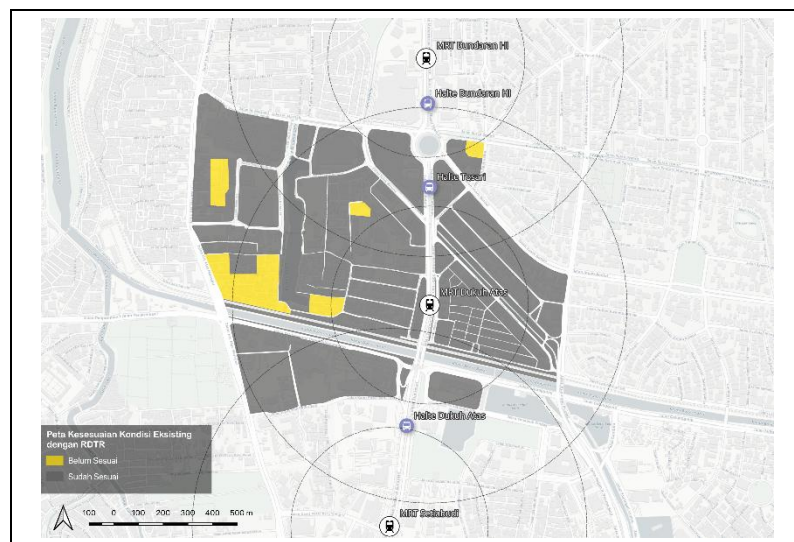 MRT Bundaran HI
Halte Bundaran HI
Halte Tosari
MRT Dukuh Atas
Halte Dukuh Atas
Peta Kesesuaian Kondisi Eksisting
dengan RDTR
Belum Sesuai
Sudah Sesuai
100 0 100 200 300 400 500 m
MRT Setiabudi